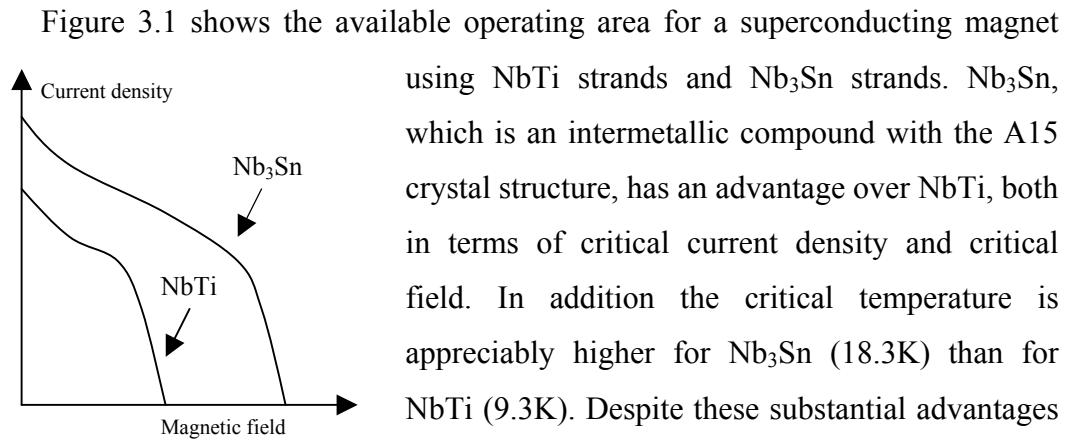 Figure 3.1 shows the available operating area for a superconducting magnet
using NbTi strands and Nb₃Sn strands. Nb₃Sn,
which is an intermetallic compound with the A15
crystal structure, has an advantage over NbTi, both
in terms of critical current density and critical
field. In addition the critical temperature is
appreciably higher for Nb₃Sn (18.3K) than for
NbTi (9.3K). Despite these substantial advantages
Current density
Nb₃Sn
NbTi
Magnetic field